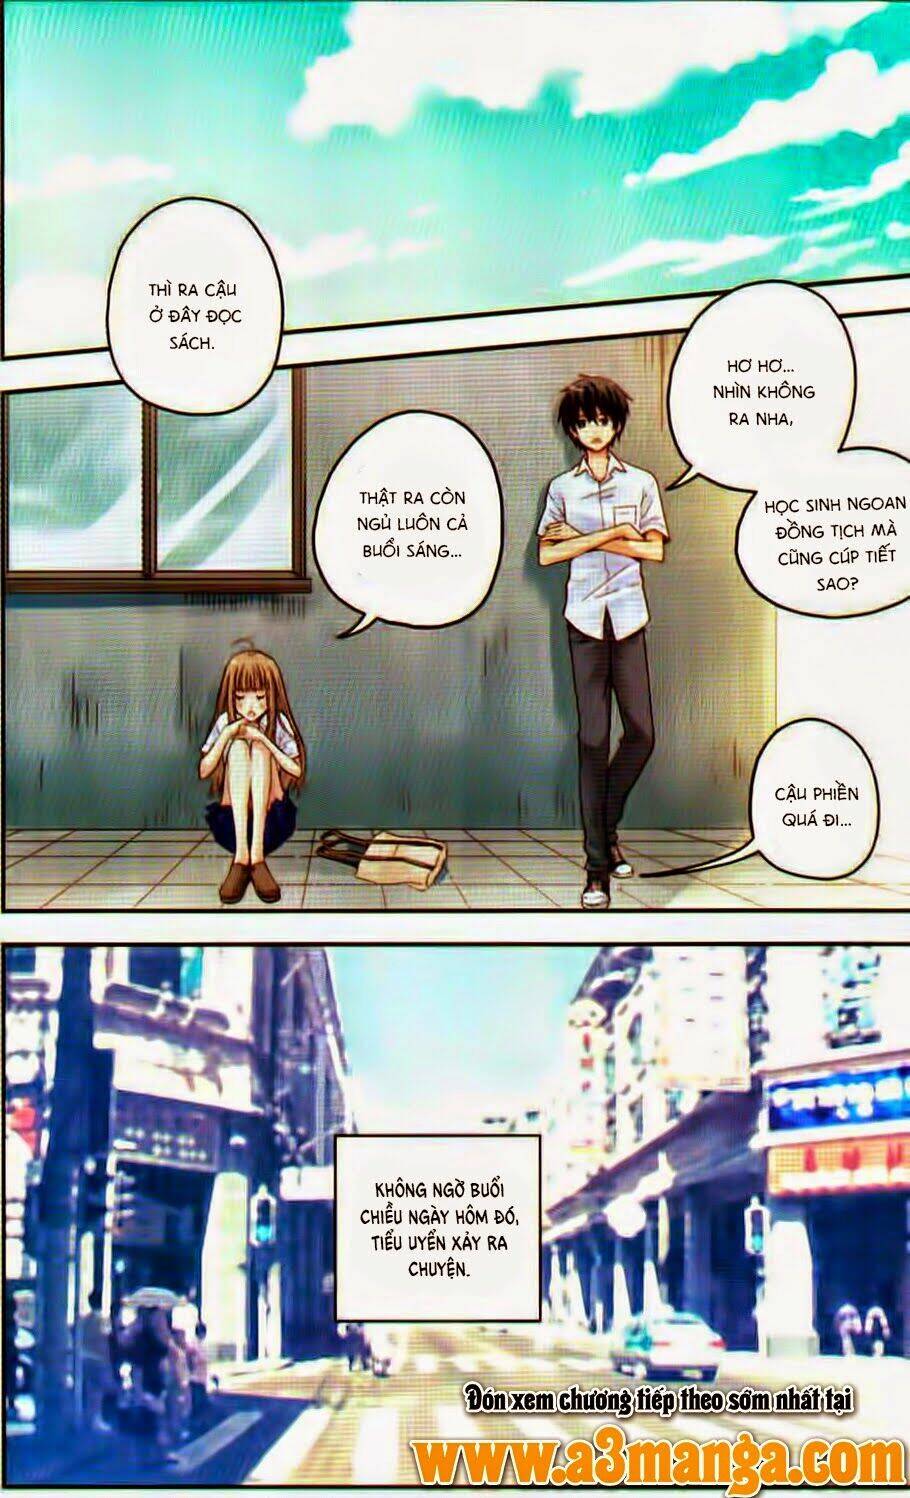 THÌ RA CẬU
Ở ĐÂY ĐỌC
SÁCH.
THẬT RA CÒN
NGỦ LUÔN CẢ
BUỔI SÁNG...
HƠ HƠ...
NHÌN KHÔNG
RA NHA,
HỌC SINH NGOAN
ĐỒNG TỊCH MÀ
CŨNG CÚP TIẾT
SAO?
CẬU PHIỀN
QUÁ ĐI...
KHÔNG NGỜ BUỔI
CHIỀU NGÀY HÔM ĐÓ,
TIỂU UYỂN XẢY RA
CHUYỆN.
Đón xem chương tiếp theo sớm nhất tại
www.a3manga.com